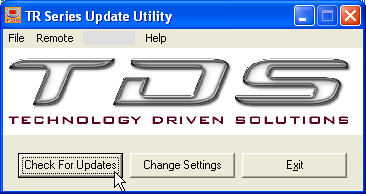 TR Series Update Utility
File Remote Help
TDS
TECHNOLOGY DRIVEN SOLUTIONS
Check For Updates Change Settings Exit